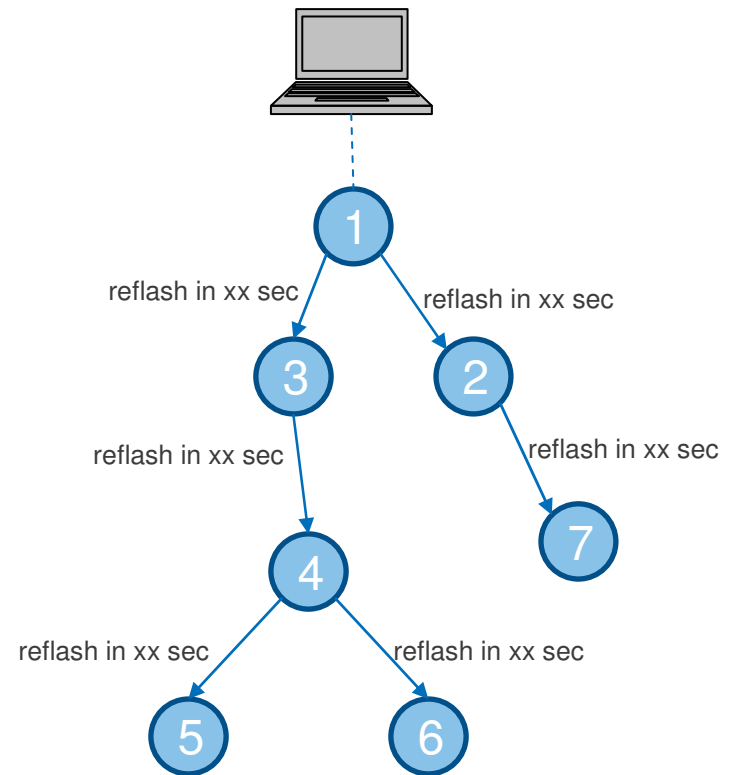 1
reflash in xx sec
reflash in xx sec
3
2
reflash in xx sec
reflash in xx sec
7
4
reflash in xx sec
reflash in xx sec
5
6